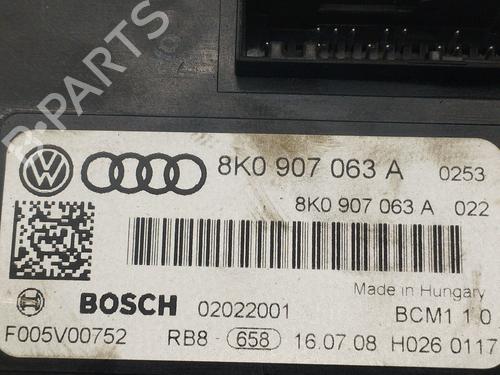 B-PARTS
8K0 907 063 A 0253
8K0 907 063 A 022
Made in Hungary
BOSCH 02022001 BCM1 1.0
F005V00752 RB8 - 658 16.07.08 H026 0117